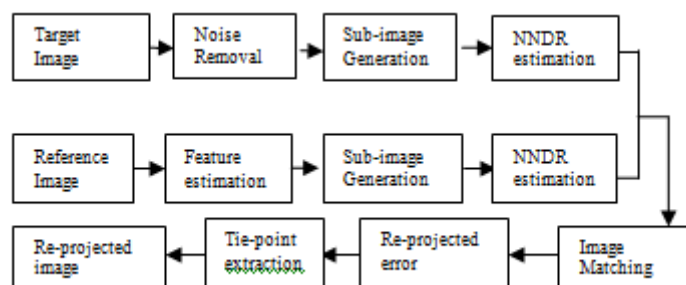 Target
Image
Noise
Removal
Sub-image
Generation
NNDR
estimation
Reference
Image
Feature
estimation
Sub-image
Generation
NNDR
estimation
Re-projected
image
Tie-point
extraction
Re-projected
error
Image
Matching